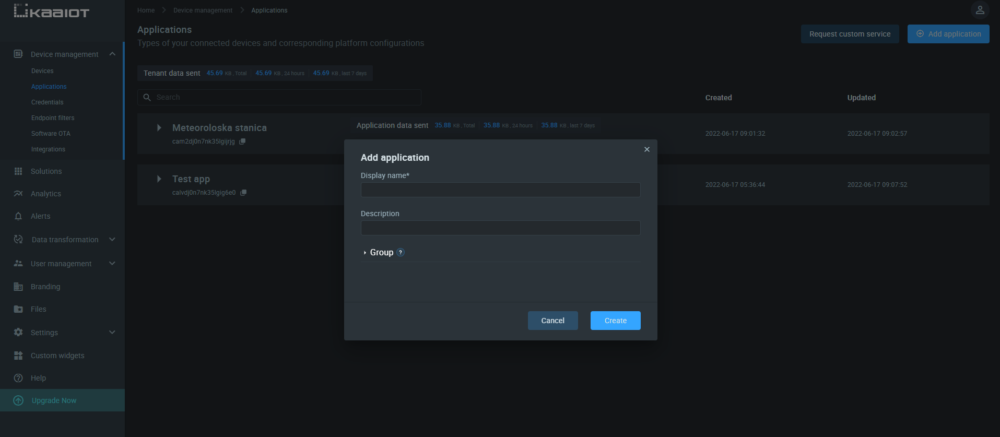 kaaIoT
Home > Device management > Applications
Applications
Types of your connected devices and corresponding platform configurations
Request custom service
Add application
Device management
Devices
Applications
Credentials
Endpoint filters
Software OTA
Integrations
Solutions
Analytics
Alerts
Data transformation
User management
Branding
Files
Settings
Custom widgets
Help
Upgrade Now
Tenant data sent 45.69 KB , Total 45.69 KB , 24 hours 45.69 KB , last 7 days
Search
Created
Updated
Meteoroloska stanica
cam2dj0n7nk35lgijrjg
Application data sent 35.88 KB , Total 35.88 KB , 24 hours 35.88 KB , last 7 days
2022-06-17 09:01:32
2022-06-17 09:02:57
Test app
calvdj0n7nk35lgig6e0
2022-06-17 05:36:44
2022-06-17 09:07:52
Add application
Display name*
Description
Group ?
Cancel
Create